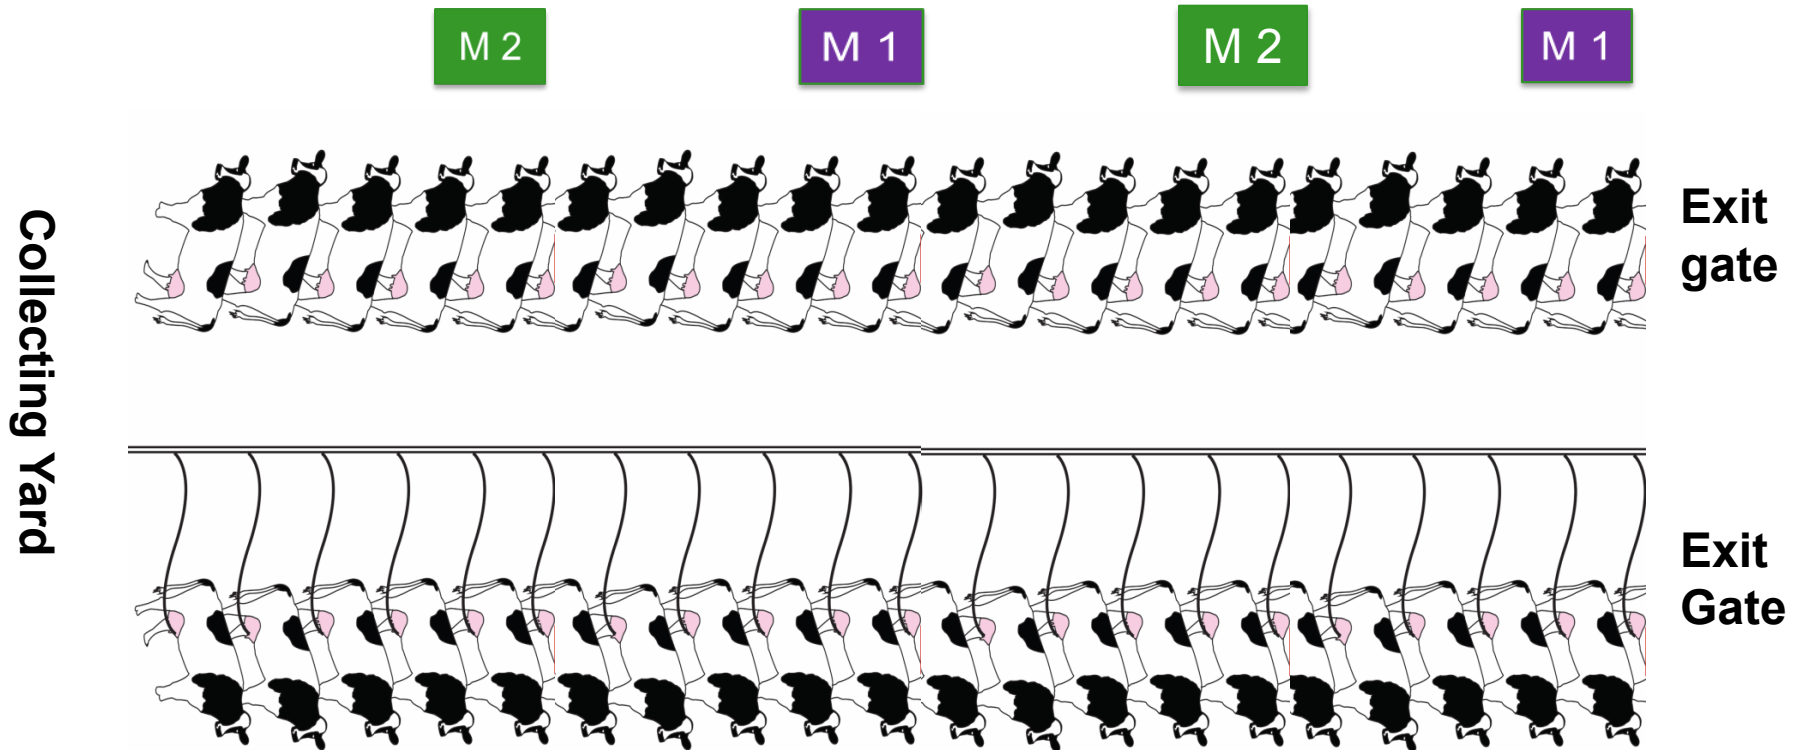 M 2
M 1
M 2
M 1
Collecting Yard
Exit
gate
Exit
Gate